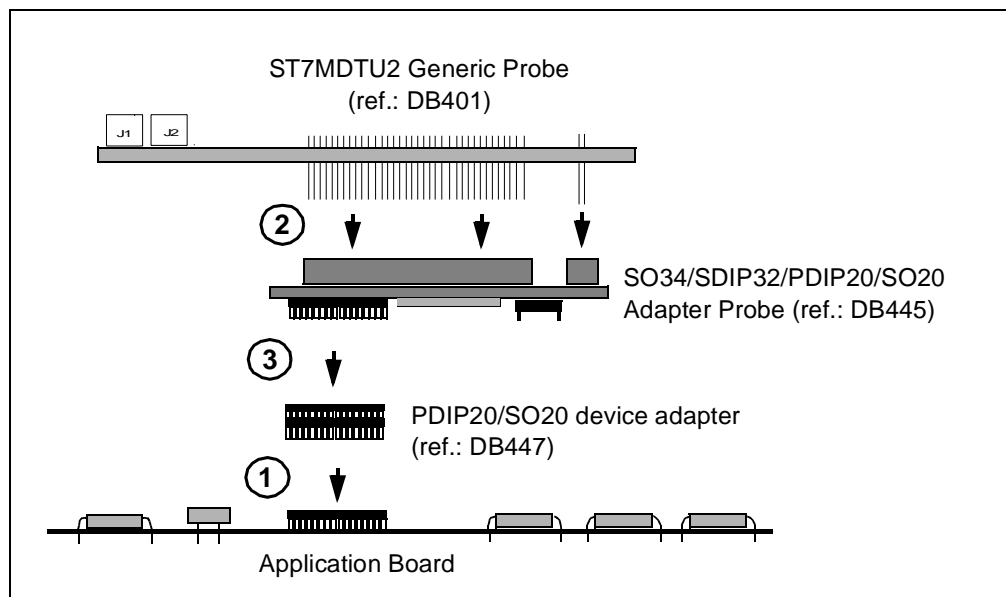 ST7MDTU2 Generic Probe
(ref.: DB401)
J1 J2
2
SO34/SDIP32/PDIP20/SO20
Adapter Probe (ref.: DB445)
3
PDIP20/SO20 device adapter
(ref.: DB447)
1
Application Board